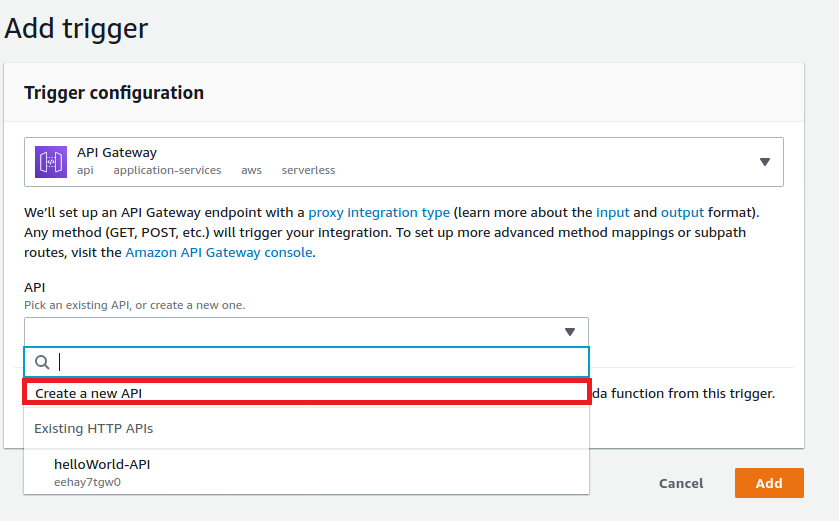 Add trigger
Trigger configuration
API Gateway
api application-services aws serverless
We'll set up an API Gateway endpoint with a proxy integration type (learn more about the input and output format).
Any method (GET, POST, etc.) will trigger your integration. To set up more advanced method mappings or subpath
routes, visit the Amazon API Gateway console.
API
Pick an existing API, or create a new one.
Create a new API
da function from this trigger.
Existing HTTP APIs
helloWorld-API
eehay7tgw0
Cancel
Add